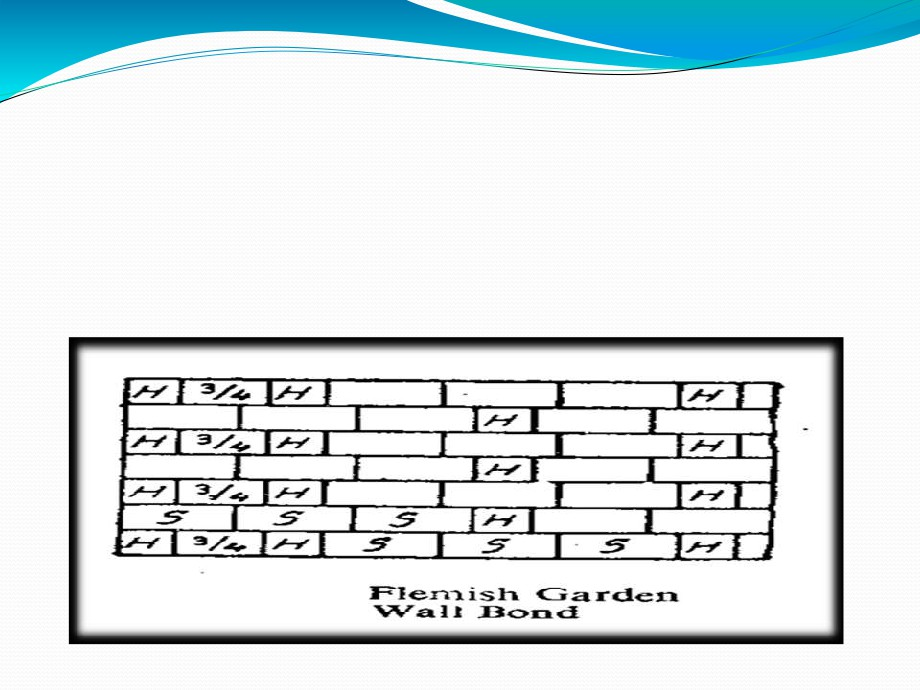 H ¾ H H
H
H ¾ H H
H
H ¾ H H
S S S H
H ¾ H S S S H
Flemish Garden
Wall Bond